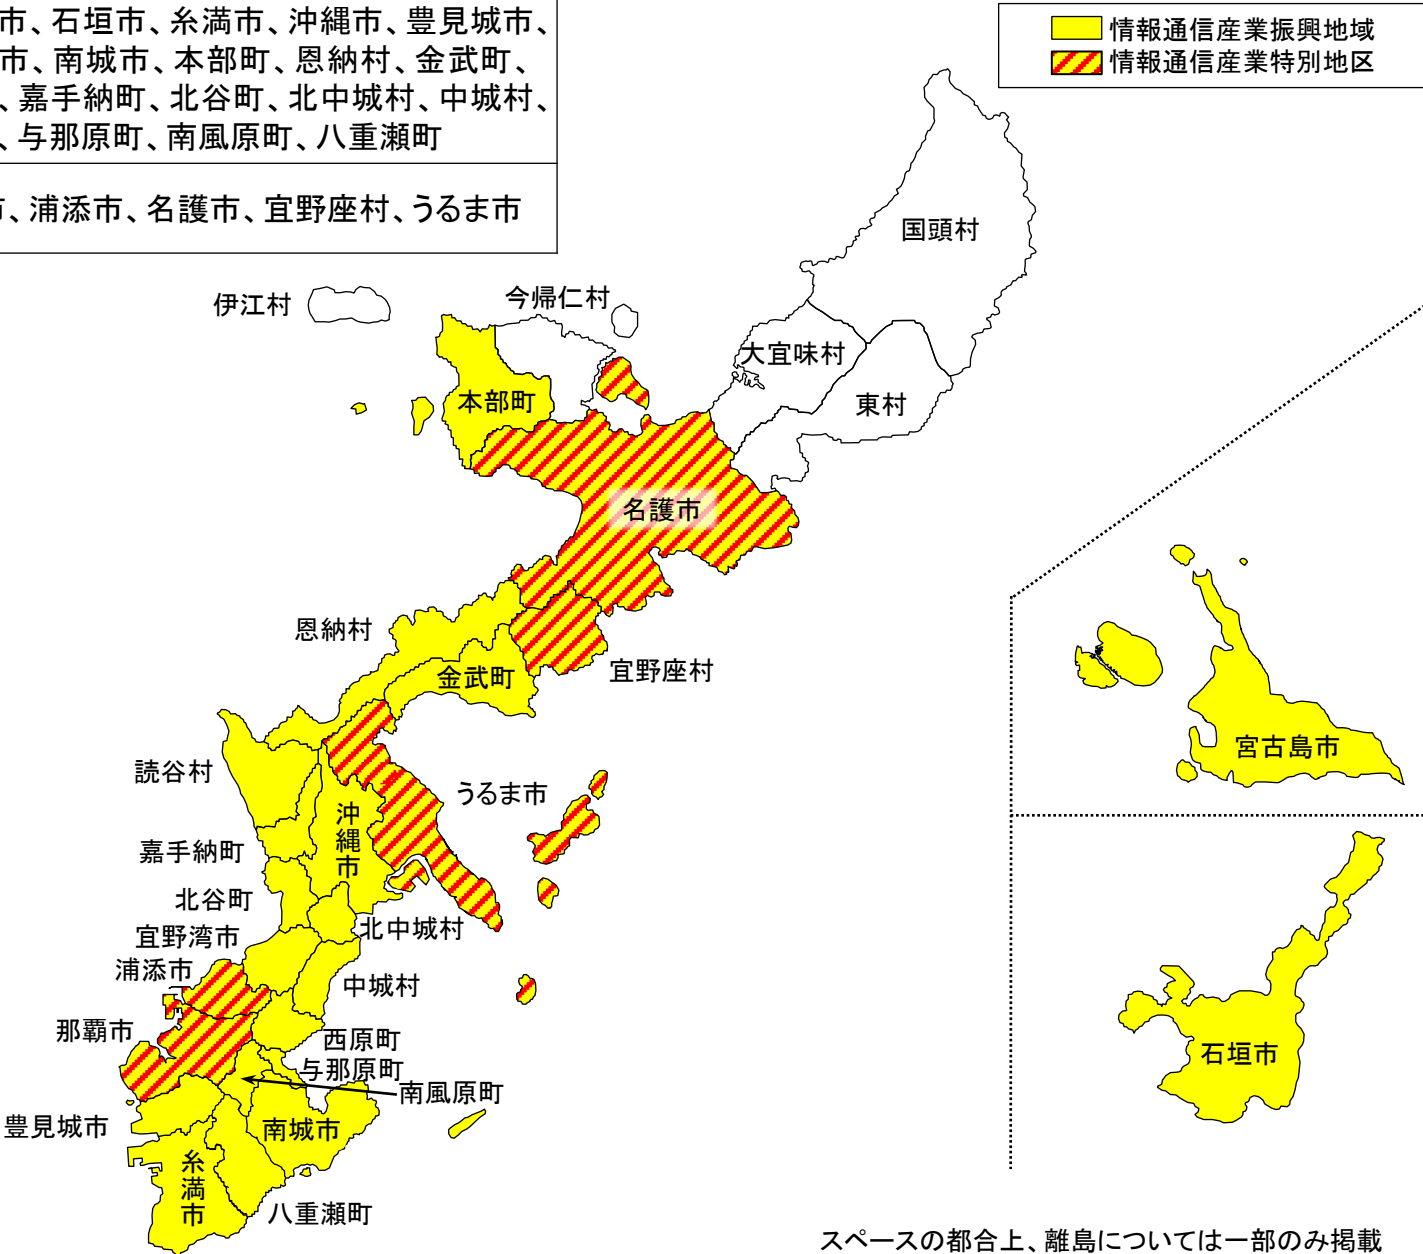 市、石垣市、糸満市、沖縄市、豊見城市、
市、南城市、本部町、恩納村、金武町、
、嘉手納町、北谷町、北中城村、中城村、
、与那原町、南風原町、八重瀬町
、浦添市、名護市、宜野座村、うるま市
情報通信産業振興地域
情報通信産業特別地区
国頭村
伊江村
今帰仁村
大宜味村
本部町
東村
名護市
恩納村
宜野座村
金武町
宮古島市
読谷村
うるま市
沖縄市
嘉手納町
北谷町
北中城村
宜野湾市
浦添市
中城村
那覇市
西原町
石垣市
与那原町
南風原町
豊見城市
南城市
糸満市
八重瀬町
スペースの都合上、離島については一部のみ掲載